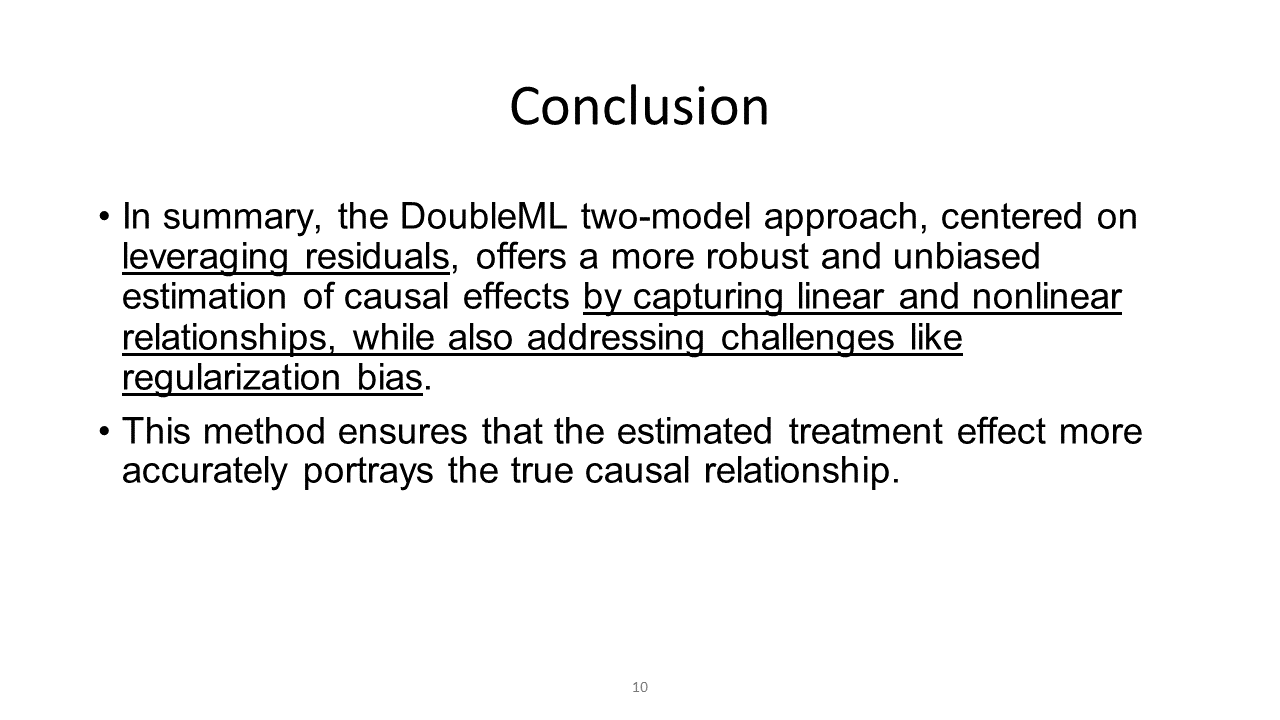 Conclusion
• In summary, the DoubleML two-model approach, centered on
leveraging residuals, offers a more robust and unbiased
estimation of causal effects by capturing linear and nonlinear
relationships, while also addressing challenges like
regularization bias.
• This method ensures that the estimated treatment effect more
accurately portrays the true causal relationship.
10